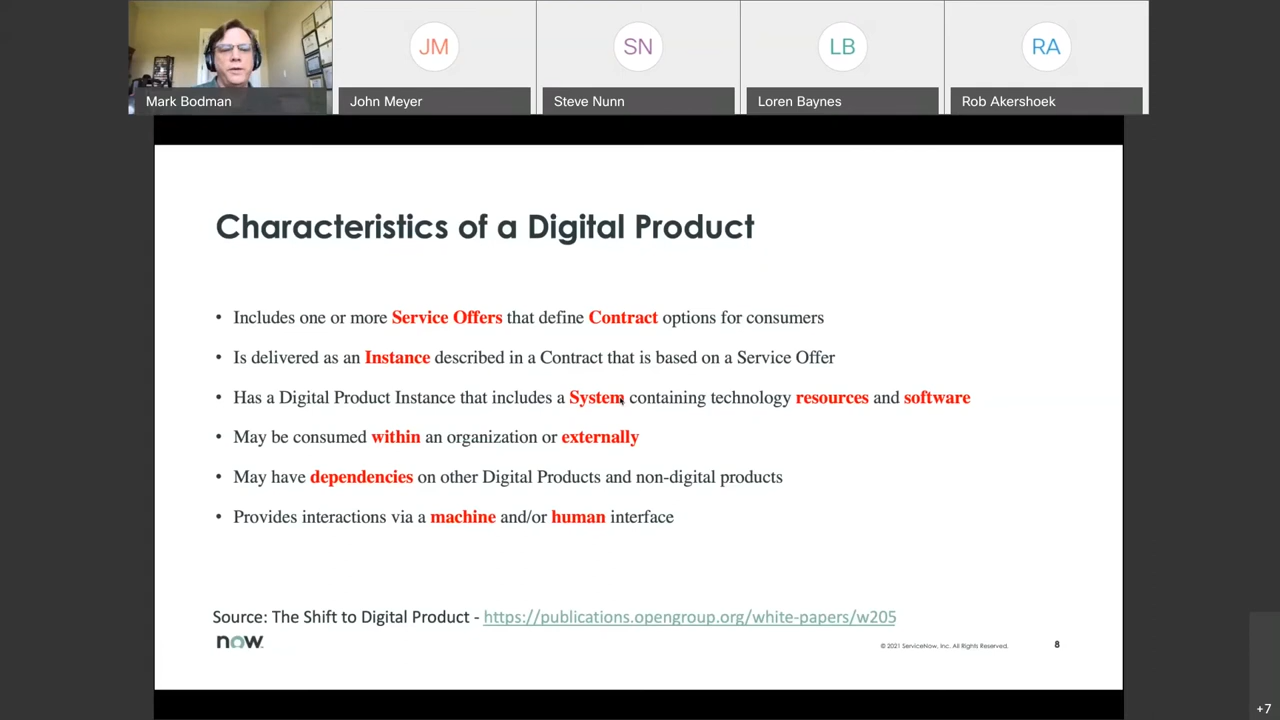 JM
SN
LB
RA
Mark Bodman
John Meyer
Steve Nunn
Loren Baynes
Rob Akershoek
Characteristics of a Digital Product
• Includes one or more Service Offers that define Contract options for consumers
• Is delivered as an Instance described in a Contract that is based on a Service Offer
• Has a Digital Product Instance that includes a System containing technology resources and software
• May be consumed within an organization or externally
• May have dependencies on other Digital Products and non-digital products
• Provides interactions via a machine and/or human interface
Source: The Shift to Digital Product - https://publications.opengroup.org/white-papers/w205
now
© 2021 ServiceNow, Inc. All Rights Reserved.
8
+7